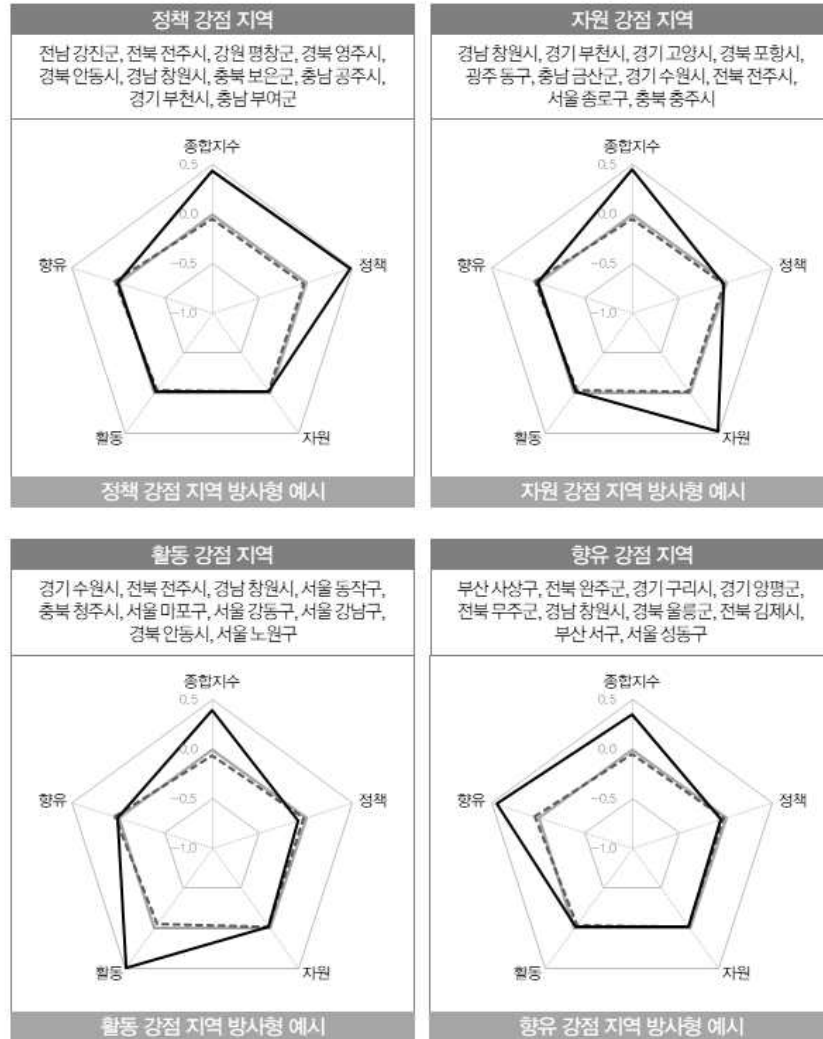 정책 강점 지역
전남 강진군, 전북 전주시, 강원 평창군, 경북 영주시,
경북 안동시, 경남 창원시, 충북 보은군, 충남 공주시,
경기 부천시, 충남 부여군
종합지수
0.5
0.0
향유
정책
-0.5
-1.0
활동
자원
정책 강점 지역 방사형 예시
자원 강점 지역
경남 창원시, 경기 부천시, 경기 고양시, 경북 포항시,
광주 동구, 충남 금산군, 경기 수원시, 전북 전주시,
서울 종로구, 충북 충주시
종합지수
0.5
0.0
향유
정책
-0.5
-1.0
활동
자원
자원 강점 지역 방사형 예시
활동 강점 지역
경기 수원시, 전북 전주시, 경남 창원시, 서울 동작구,
충북 청주시, 서울 마포구, 서울 강동구, 서울 강남구,
경북 안동시, 서울 노원구
종합지수
0.5
0.0
향유
정책
-0.5
-1.0
활동
자원
활동 강점 지역 방사형 예시
향유 강점 지역
부산 사상구, 전북 완주군, 경기 구리시, 경기 양평군,
전북 무주군, 경남 창원시, 경북 울릉군, 전북 김제시,
부산 서구, 서울 성동구
종합지수
0.5
0.0
향유
정책
-0.5
-1.0
활동
자원
향유 강점 지역 방사형 예시